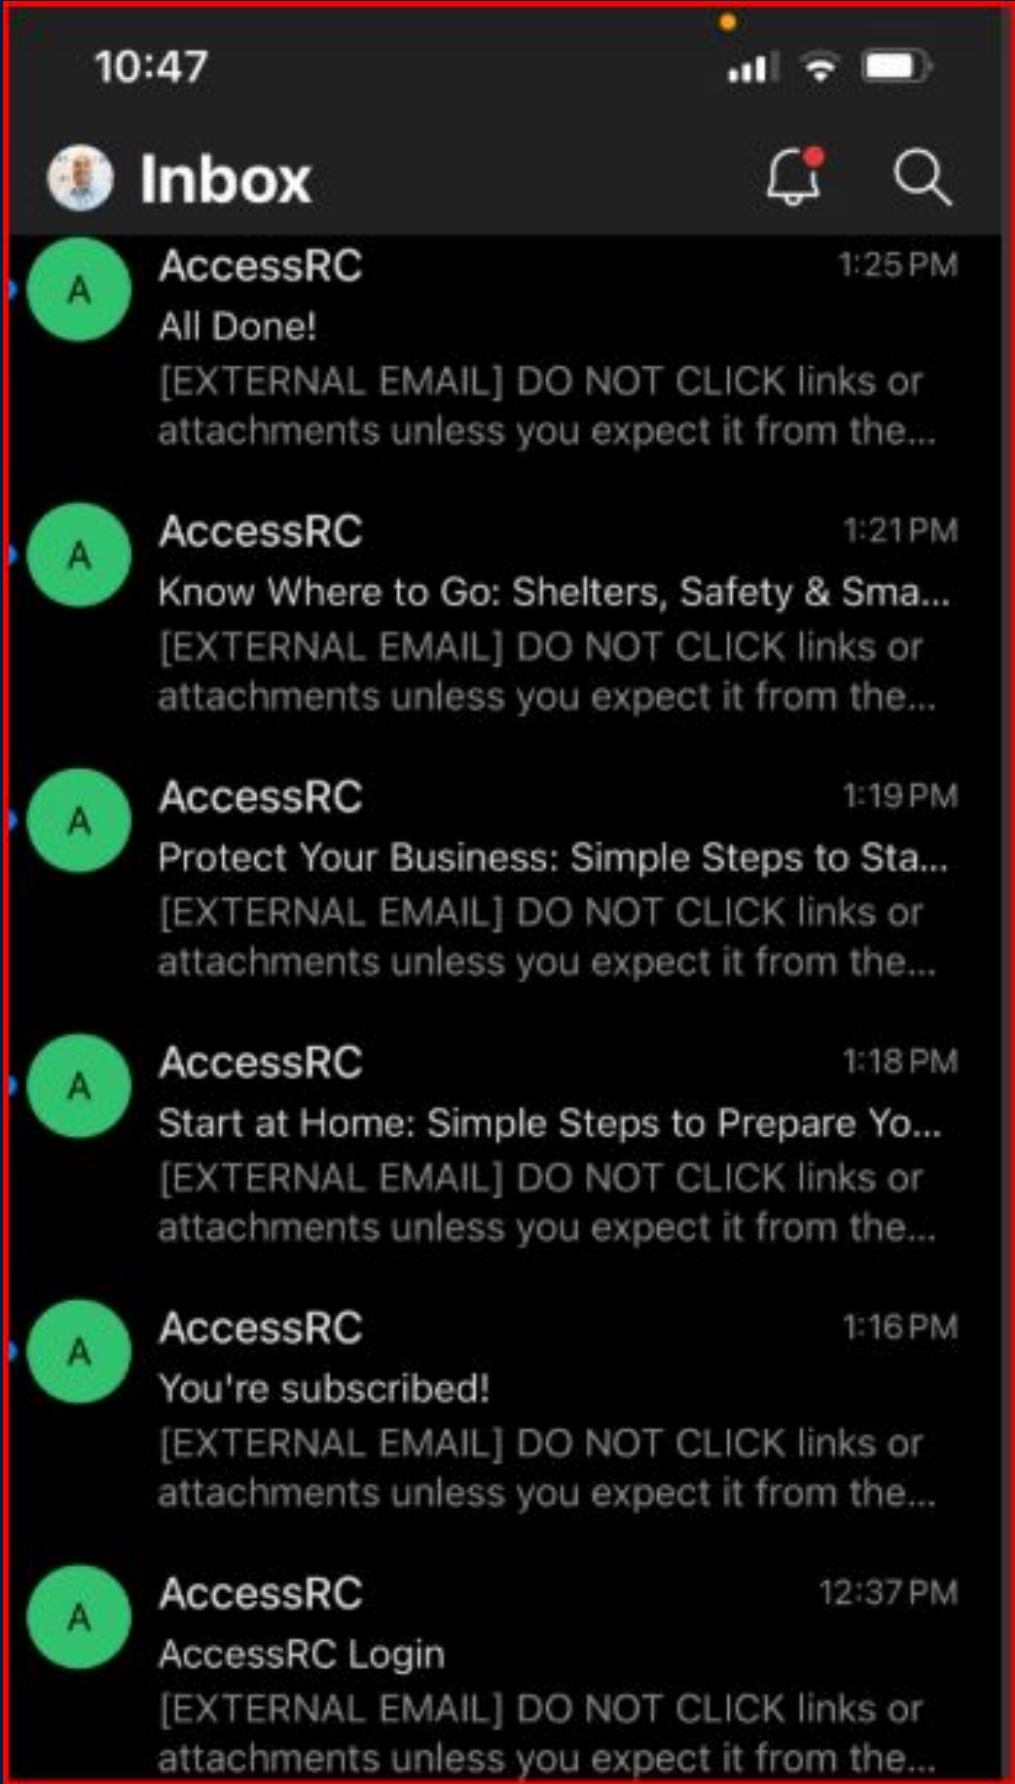 10:47
Inbox
A
AccessRC
1:25 PM
All Done!
[EXTERNAL EMAIL] DO NOT CLICK links or
attachments unless you expect it from the...
A
AccessRC
1:21 PM
Know Where to Go: Shelters, Safety & Sma...
[EXTERNAL EMAIL] DO NOT CLICK links or
attachments unless you expect it from the...
A
AccessRC
1:19 PM
Protect Your Business: Simple Steps to Sta...
[EXTERNAL EMAIL] DO NOT CLICK links or
attachments unless you expect it from the...
A
AccessRC
1:18 PM
Start at Home: Simple Steps to Prepare Yo...
[EXTERNAL EMAIL] DO NOT CLICK links or
attachments unless you expect it from the...
A
AccessRC
1:16 PM
You're subscribed!
[EXTERNAL EMAIL] DO NOT CLICK links or
attachments unless you expect it from the...
A
AccessRC
12:37 PM
AccessRC Login
[EXTERNAL EMAIL] DO NOT CLICK links or
attachments unless you expect it from the...